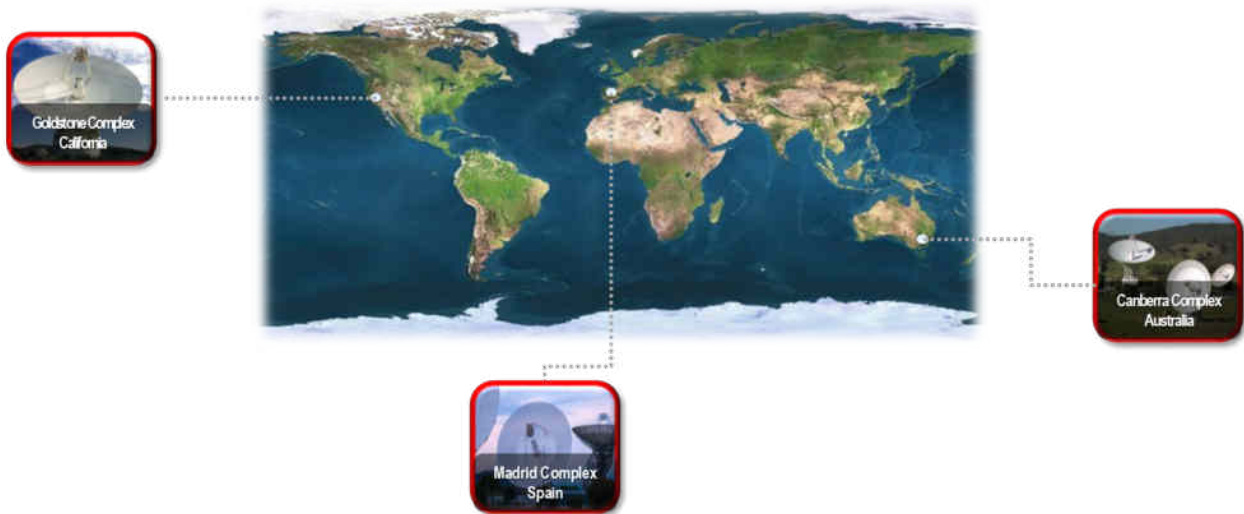 Goldstone Complex
California
Canberra Complex
Australia
Madrid Complex
Spain